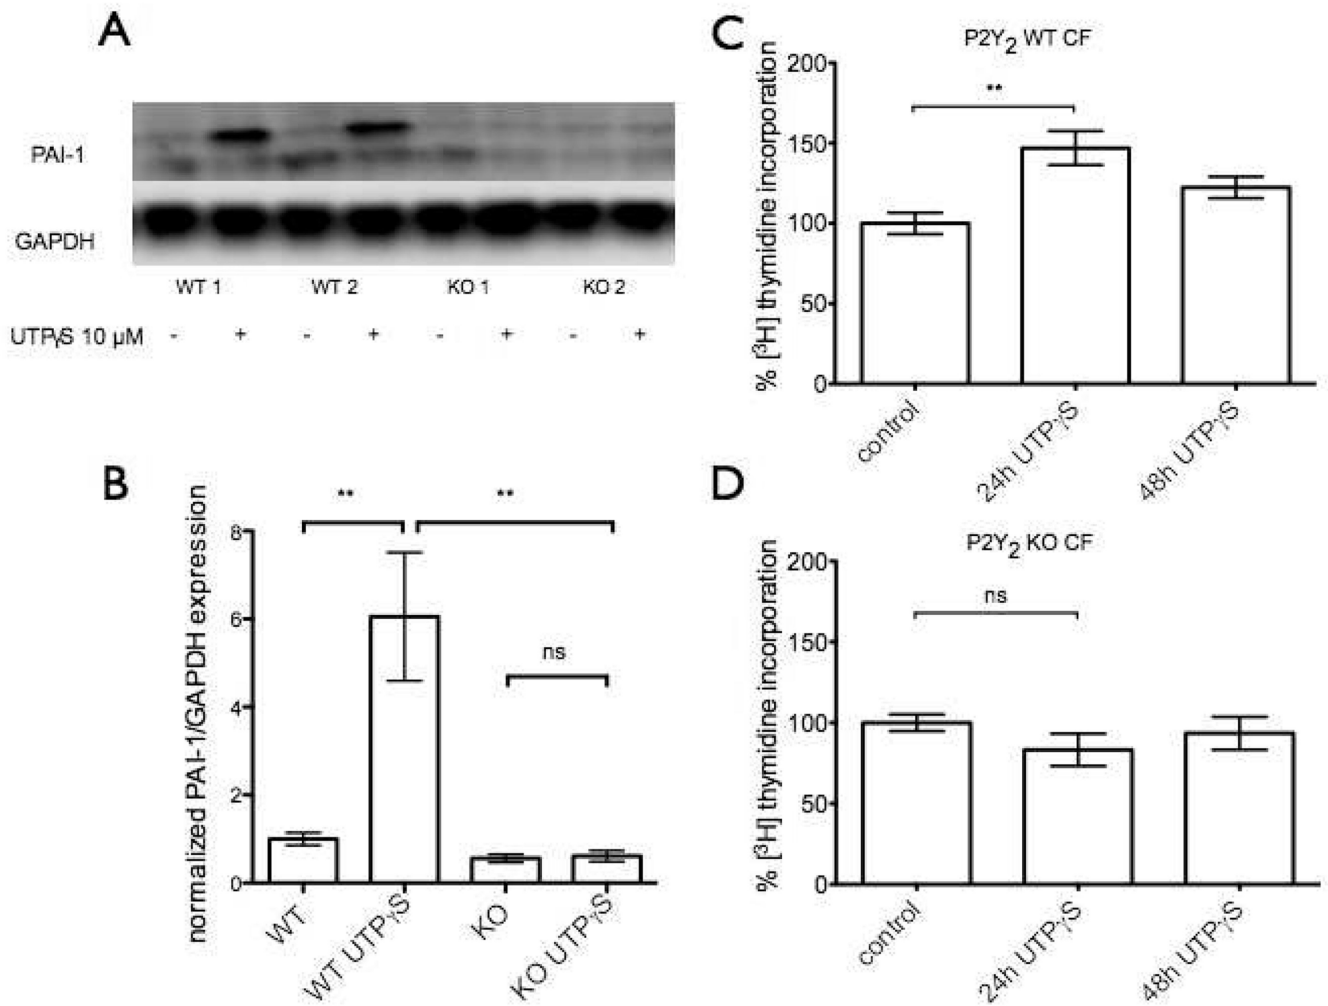 A
PAI-1
GAPDH
WT 1 WT 2 KO 1 KO 2
UTPγS 10 µM - + - + - + - +
B
normalized PAI-1/GAPDH expression
8
6
4
2
0
** **
ns
WT WT UTPγS KO KO UTPγS
C
P2Y2 WT CF
% [3H] thymidine incorporation
200
150
100
50
0
**
control 24h UTPγS 48h UTPγS
D
P2Y2 KO CF
% [3H] thymidine incorporation
200
150
100
50
0
ns
control 24h UTPγS 48h UTPγS